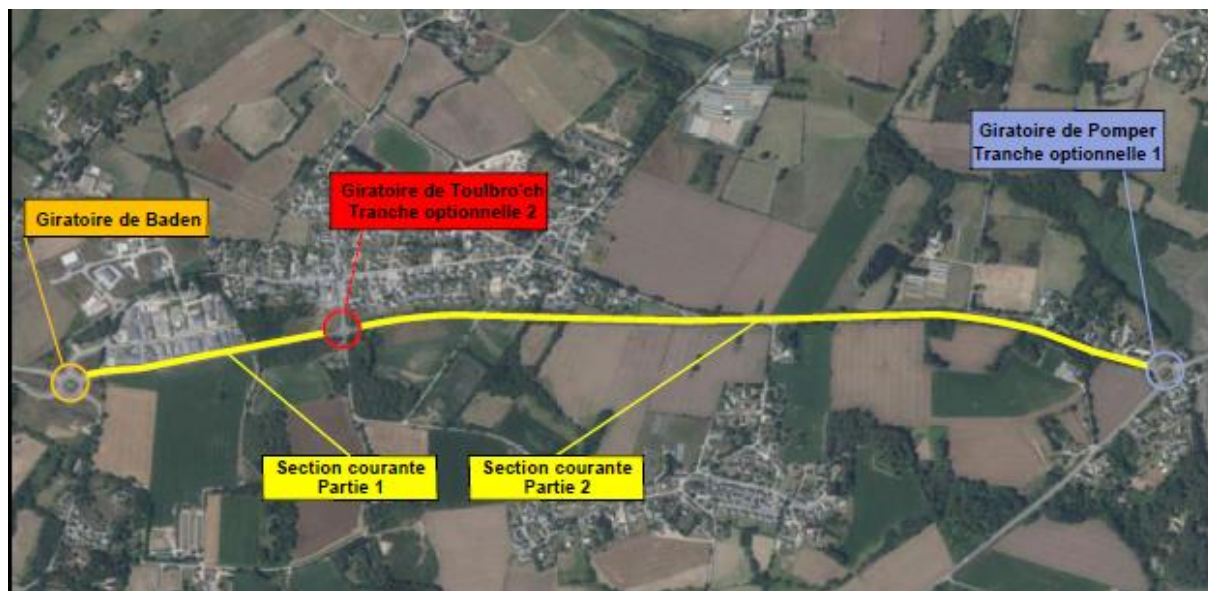 Giratoire de Pomper
Tranche optionnelle 1
Giratoire de Toulbro'ch
Tranche optionnelle 2
Giratoire de Baden
Section courante
Partie 1
Section courante
Partie 2